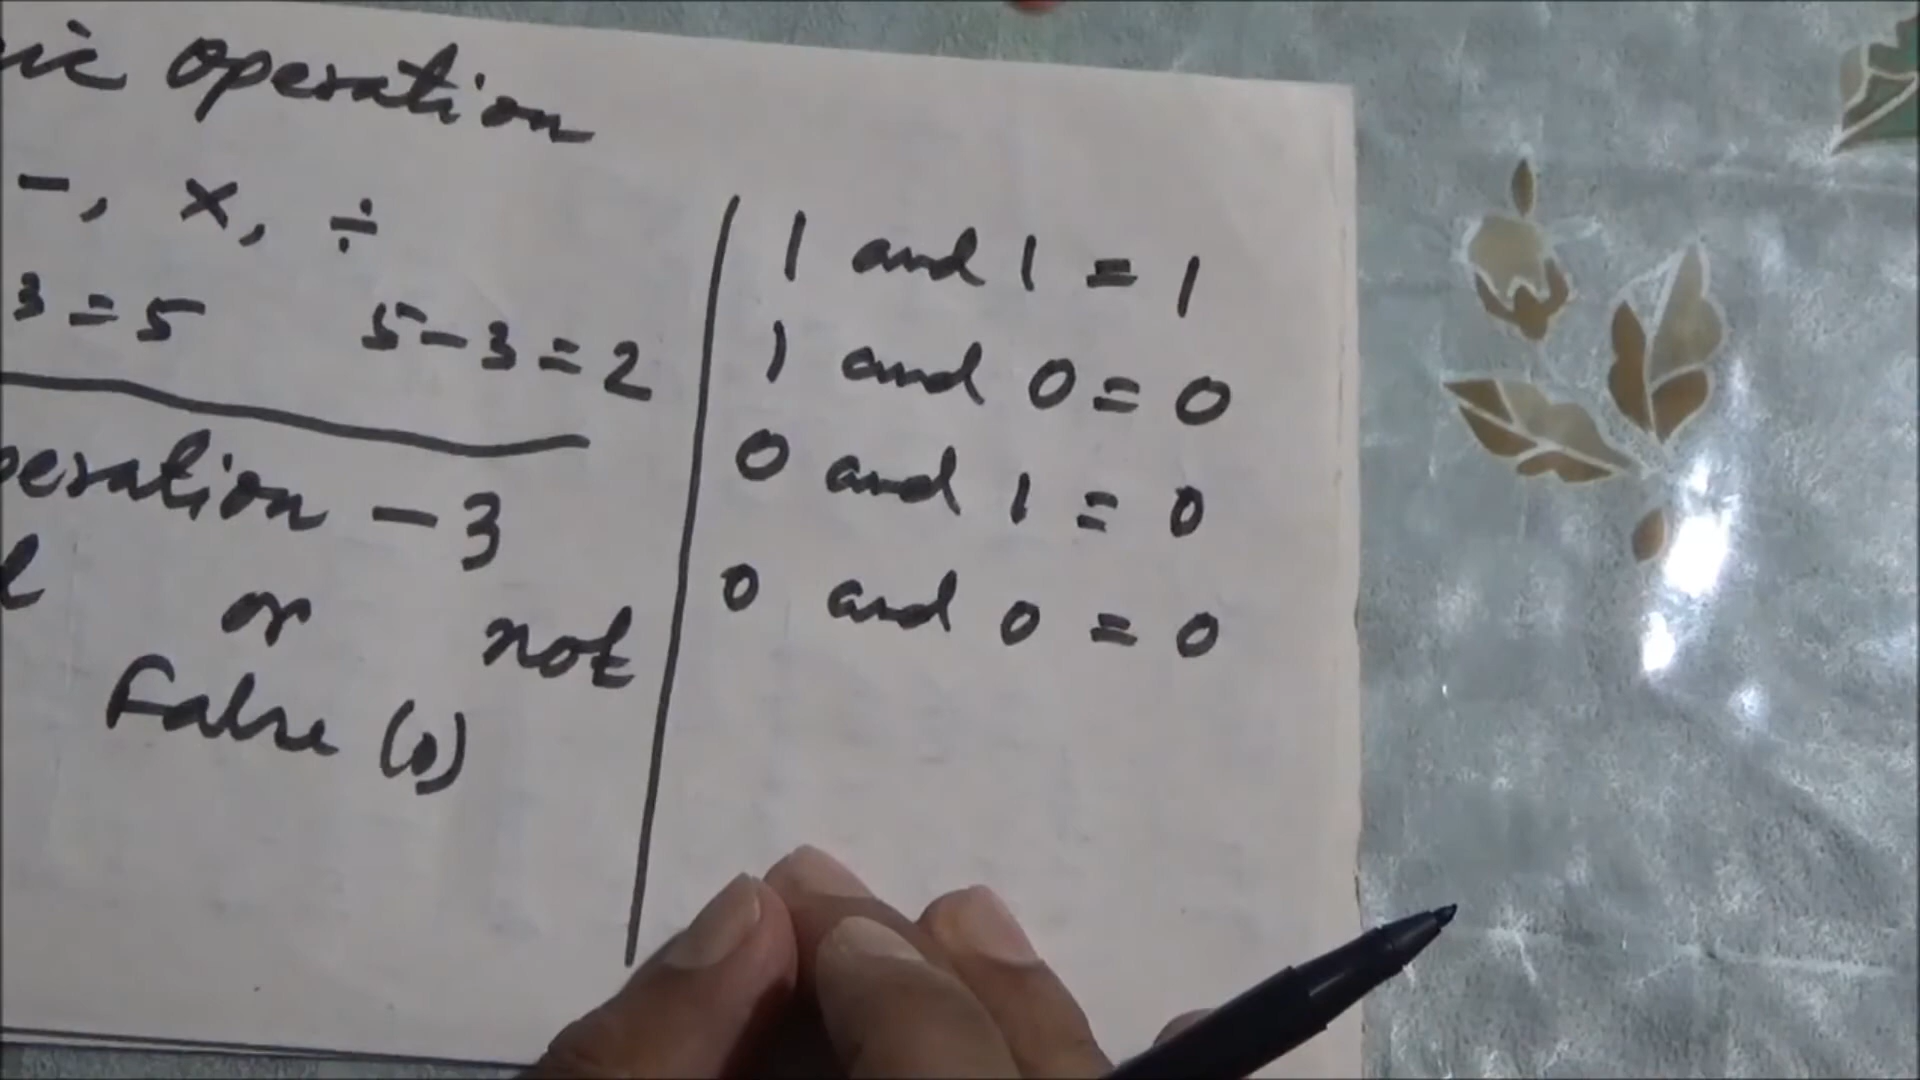 operation
-, ×, ÷
3 = 5 5-3 = 2
peration - 3
or not
False (0)
1 and 1 = 1
1 and 0 = 0
0 and 1 = 0
0 and 0 = 0